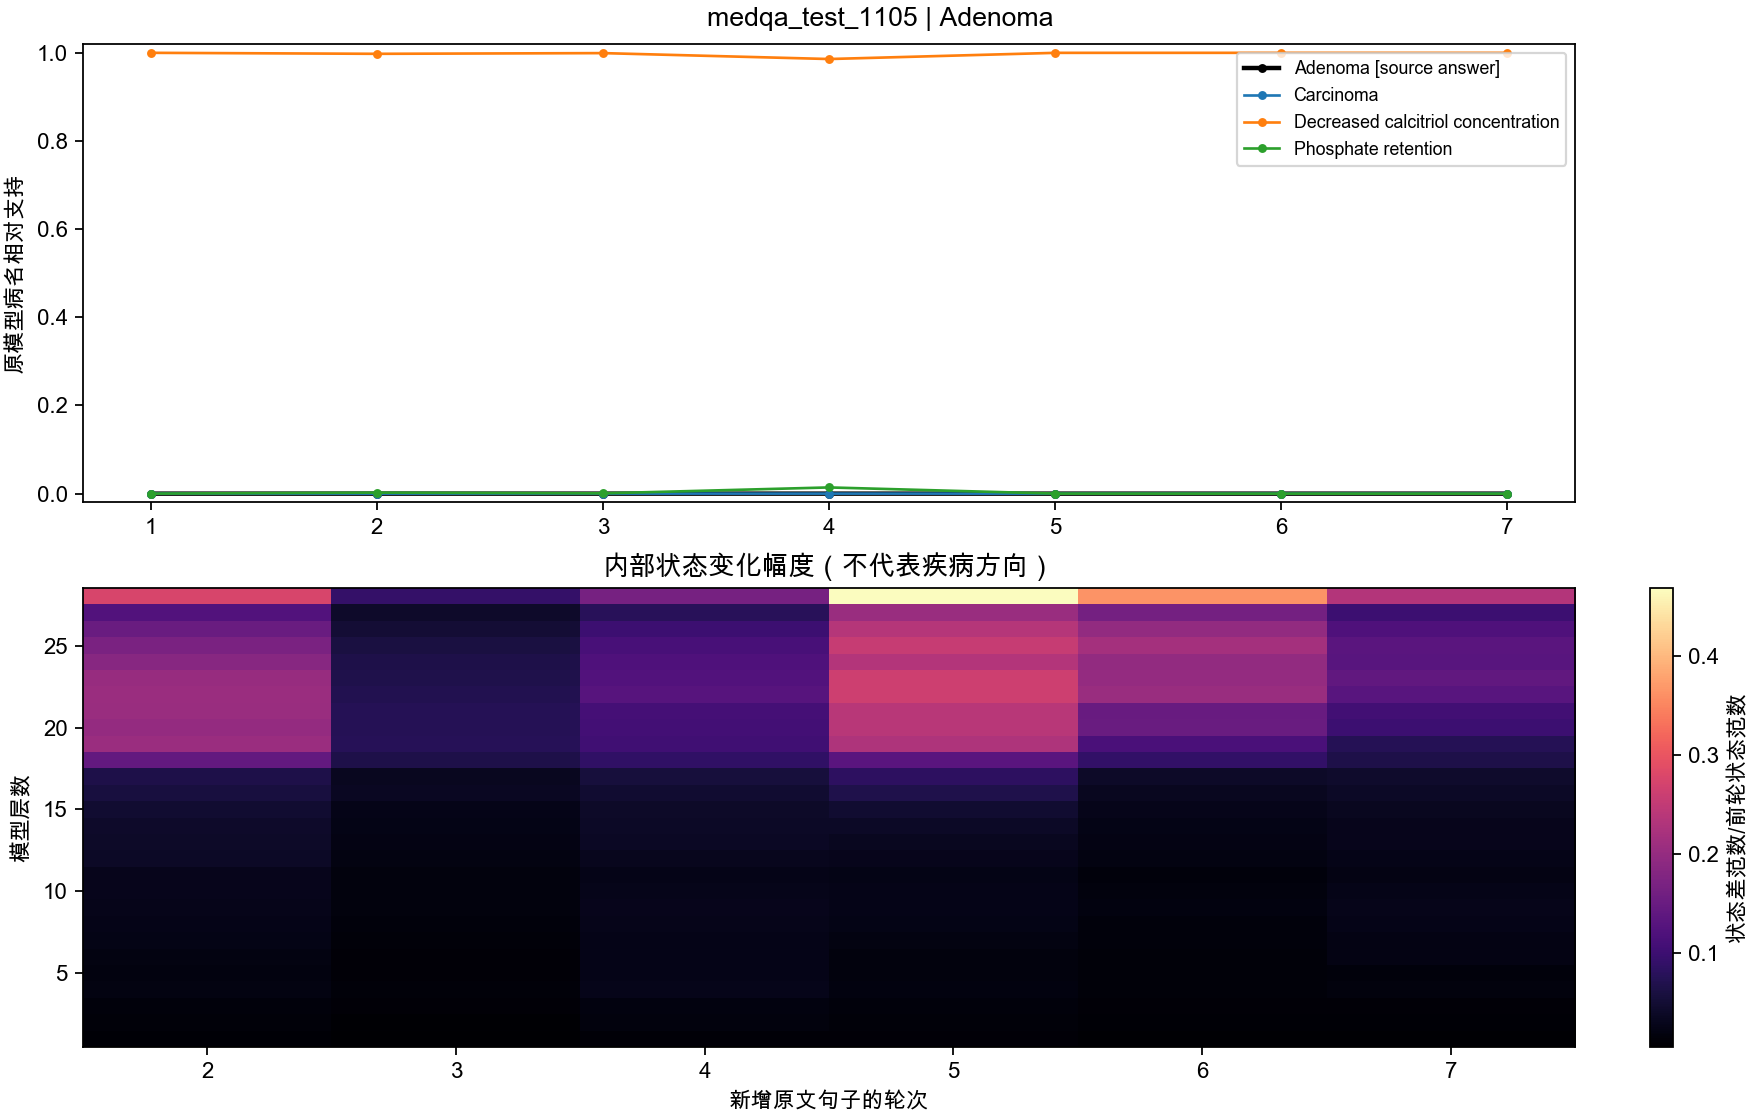 medqa_test_1105 | Adenoma
原模型病名相对支持
1.0
0.8
0.6
0.4
0.2
0.0
Adenoma [source answer]
Carcinoma
Decreased calcitriol concentration
Phosphate retention
1 2 3 4 5 6 7
内部状态变化幅度（不代表疾病方向）
模型层数
25
20
15
10
5
2 3 4 5 6 7
新增原文句子的轮次
0.4
0.3
0.2
0.1
状态差范数/前轮状态范数